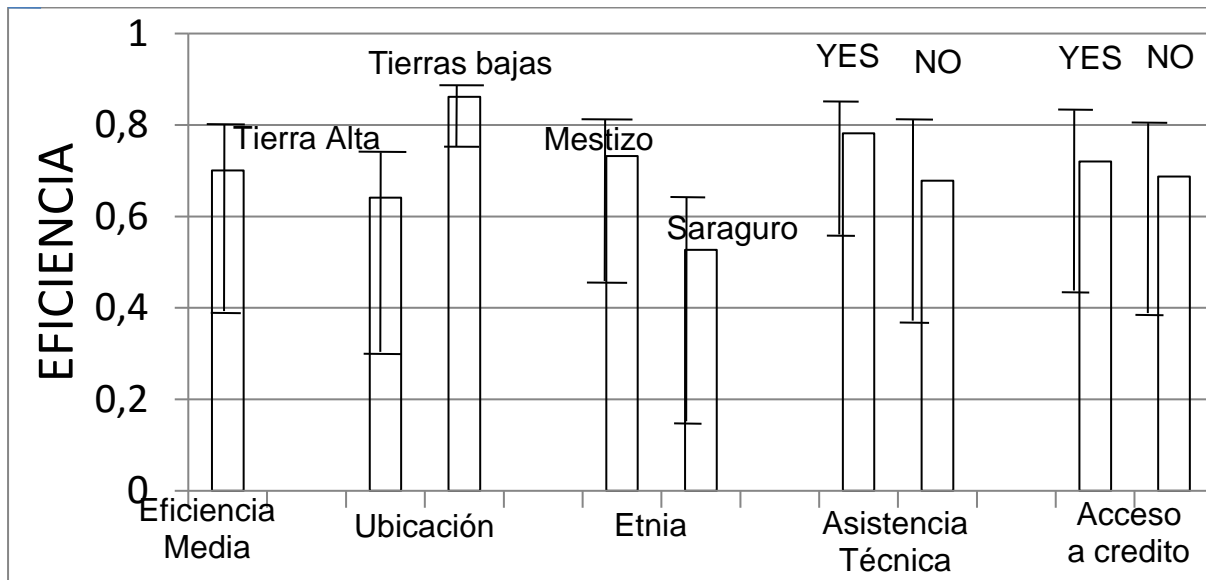 EFICIENCIA
1
0,8
0,6
0,4
0,2
0
Tierras bajas
YES
NO
YES
NO
Tierra Alta
Mestizo
Saraguro
Eficiencia
Media
Ubicación
Etnia
Asistencia
Técnica
Acceso
a credito